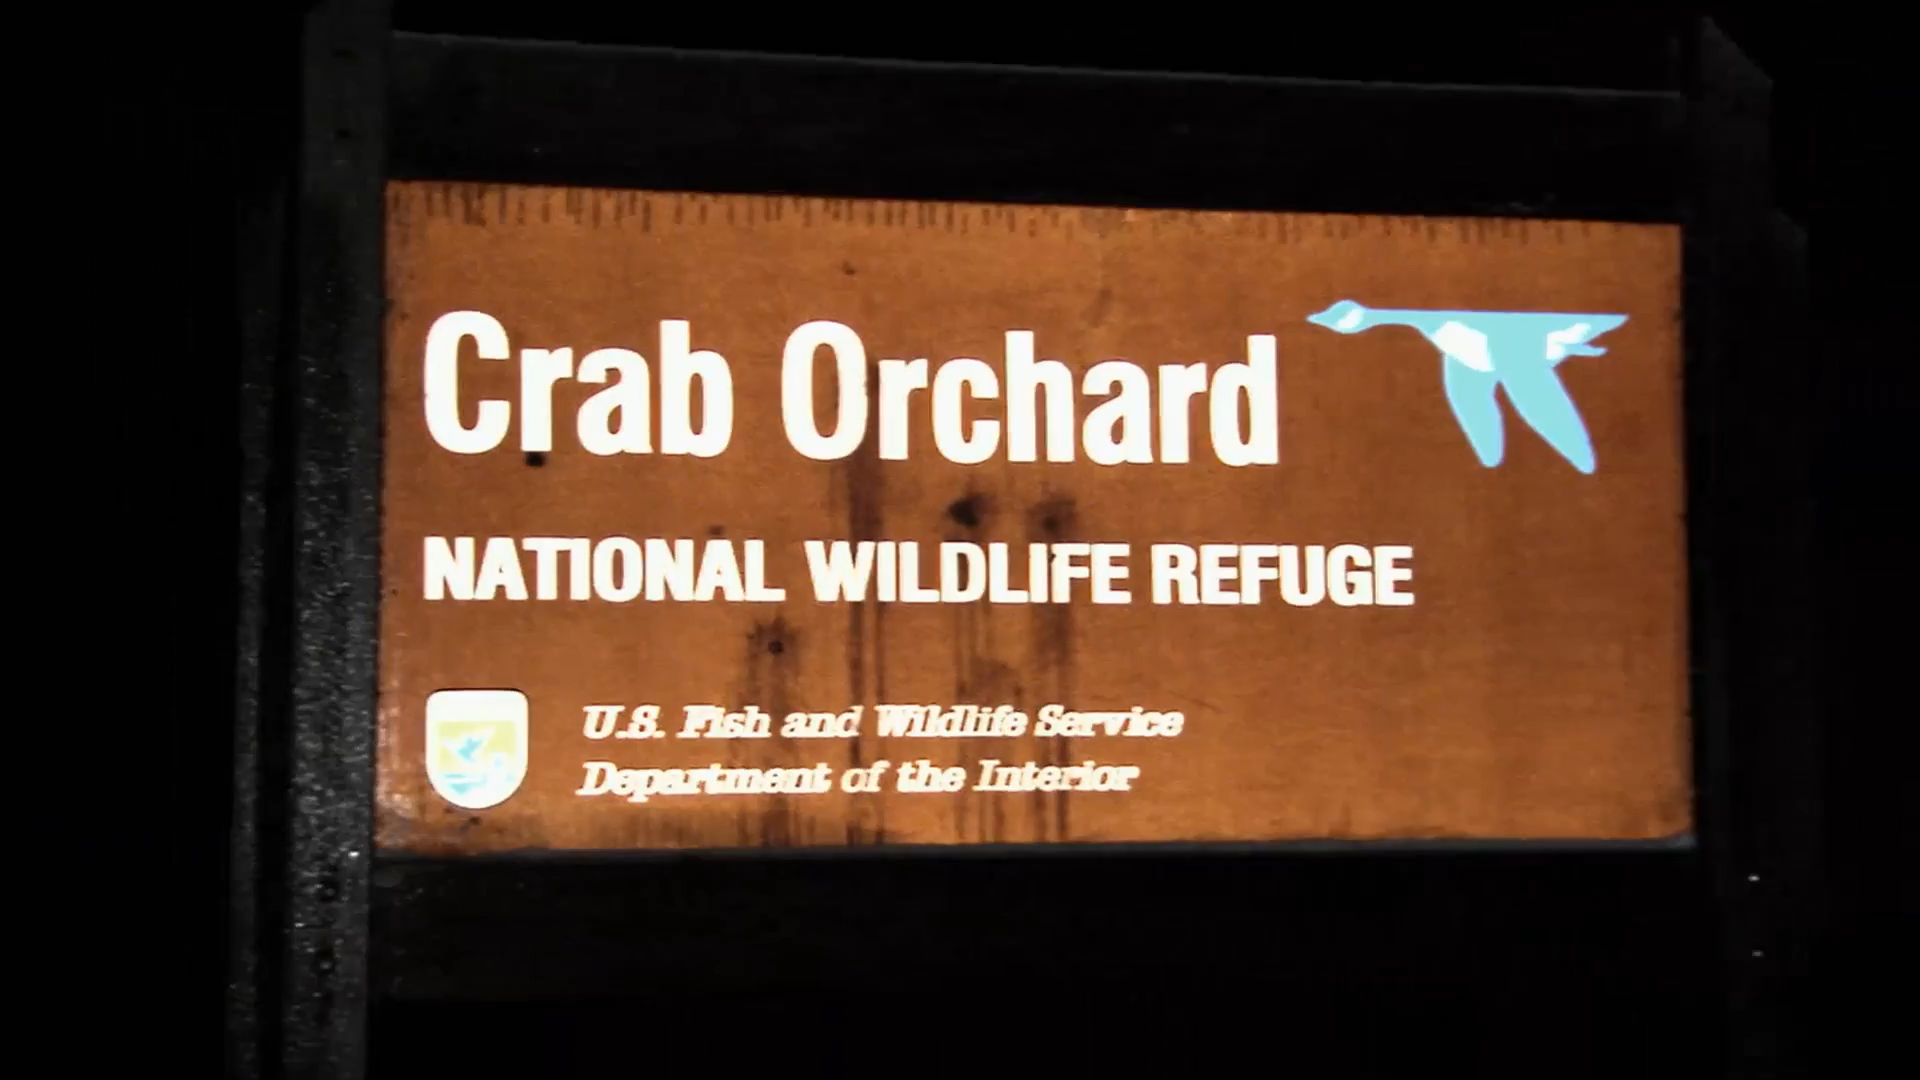 Crab Orchard
NATIONAL WILDLIFE REFUGE
U.S. Fish and Wildlife Service
Department of the Interior